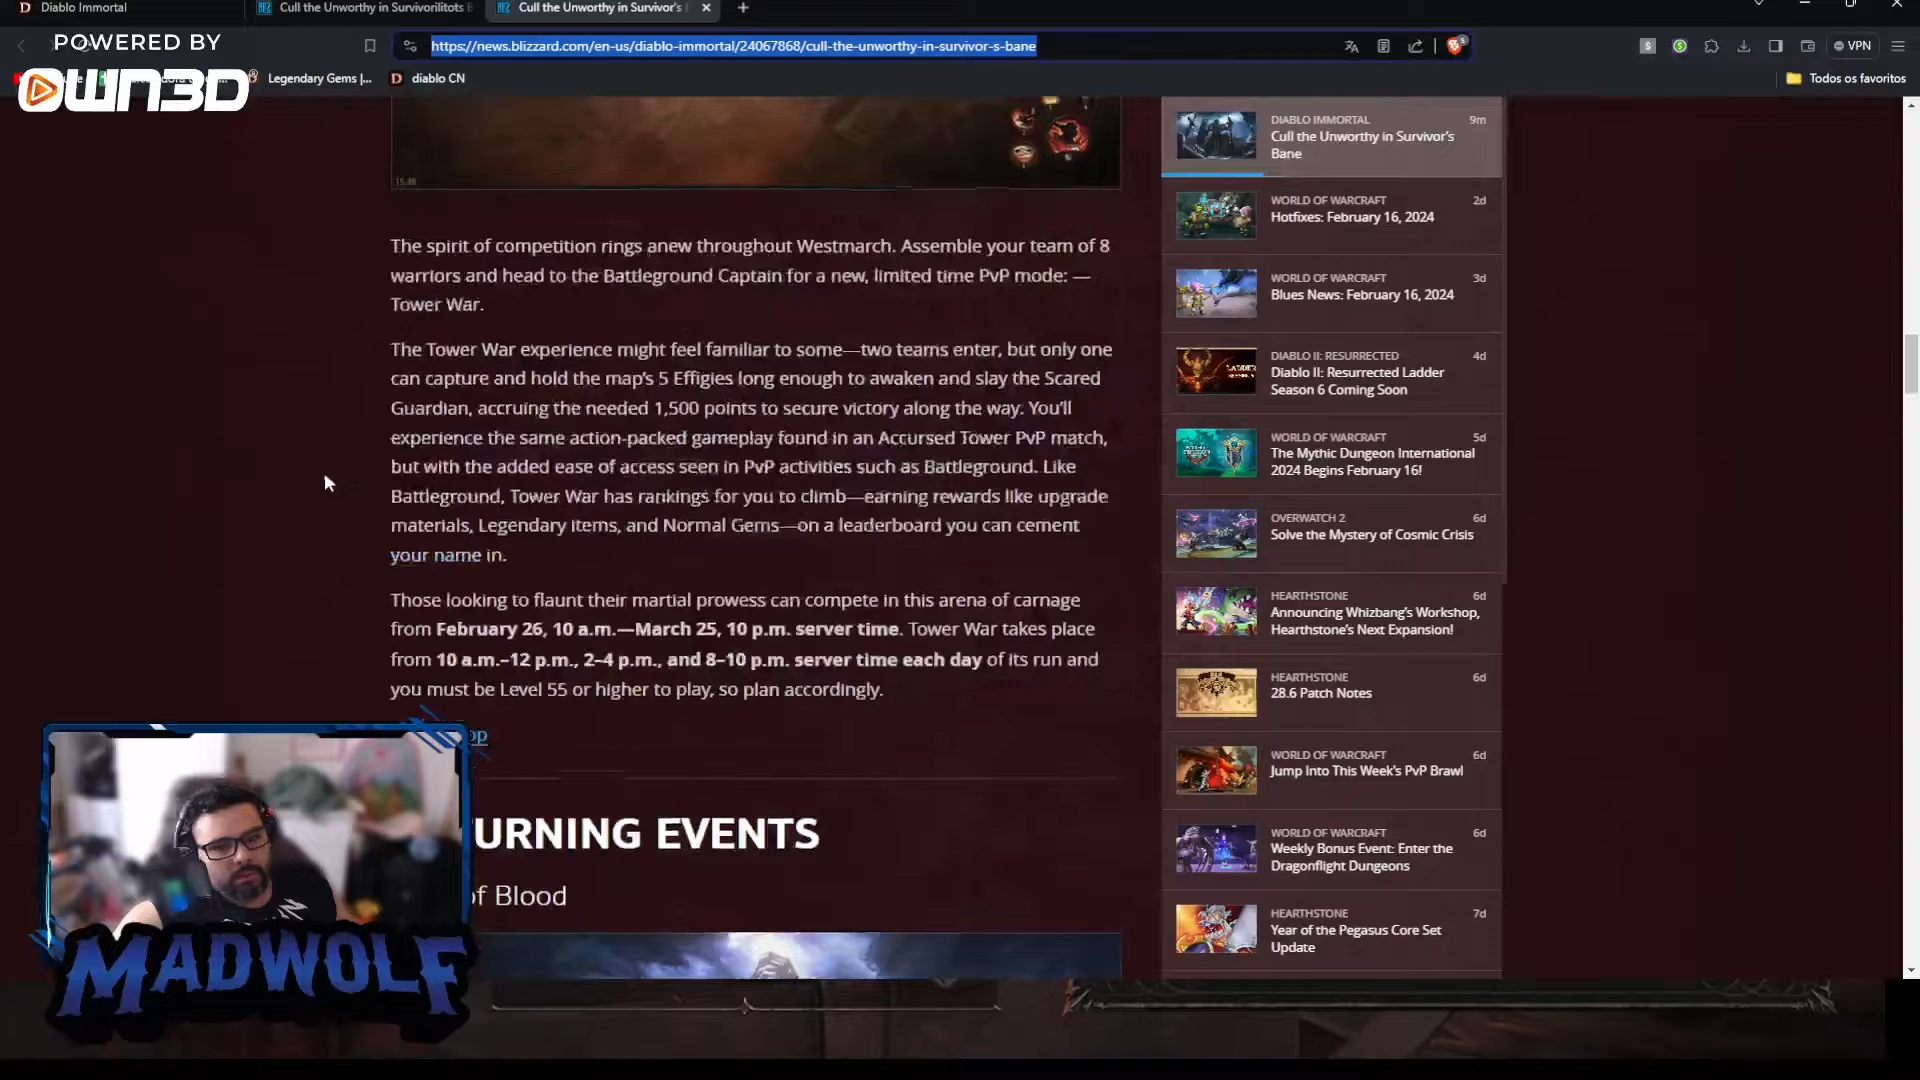 Diablo Immortal
Cull the Unworthy in Survivorilitots
Cull the Unworthy in Survivor's
POWERED BY
OWN3D
https://news.blizzard.com/en-us/diablo-immortal/24067868/cull-the-unworthy-in-survivor-s-bane
VPN
Legendary Gems |...
diablo CN
Todos os favoritos
15.88
The spirit of competition rings anew throughout Westmarch. Assemble your team of 8
warriors and head to the Battleground Captain for a new, limited time PvP mode: —
Tower War.
The Tower War experience might feel familiar to some—two teams enter, but only one
can capture and hold the map's 5 Effigies long enough to awaken and slay the Scared
Guardian, accruing the needed 1,500 points to secure victory along the way. You'll
experience the same action-packed gameplay found in an Accursed Tower PvP match,
but with the added ease of access seen in PvP activities such as Battleground. Like
Battleground, Tower War has rankings for you to climb—earning rewards like upgrade
materials, Legendary items, and Normal Gems—on a leaderboard you can cement
your name in.
Those looking to flaunt their martial prowess can compete in this arena of carnage
from February 26, 10 a.m.—March 25, 10 p.m. server time. Tower War takes place
from 10 a.m.–12 p.m., 2–4 p.m., and 8–10 p.m. server time each day of its run and
you must be Level 55 or higher to play, so plan accordingly.
op
TURNING EVENTS
of Blood
MADWOLF
DIABLO IMMORTAL 9m
Cull the Unworthy in Survivor's
Bane
WORLD OF WARCRAFT 2d
Hotfixes: February 16, 2024
WORLD OF WARCRAFT 3d
Blues News: February 16, 2024
DIABLO II: RESURRECTED 4d
Diablo II: Resurrected Ladder
Season 6 Coming Soon
WORLD OF WARCRAFT 5d
The Mythic Dungeon International
2024 Begins February 16!
OVERWATCH 2 6d
Solve the Mystery of Cosmic Crisis
HEARTHSTONE 6d
Announcing Whizbang's Workshop,
Hearthstone's Next Expansion!
HEARTHSTONE 6d
28.6 Patch Notes
WORLD OF WARCRAFT 6d
Jump Into This Week's PvP Brawl
WORLD OF WARCRAFT 6d
Weekly Bonus Event: Enter the
Dragonflight Dungeons
HEARTHSTONE 7d
Year of the Pegasus Core Set
Update